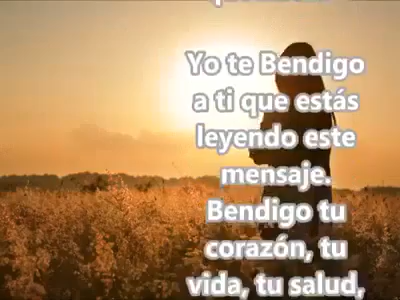 Yo te Bendigo
a ti que estás
leyendo este
mensaje.
Bendigo tu
corazón, tu
vida, tu salud,